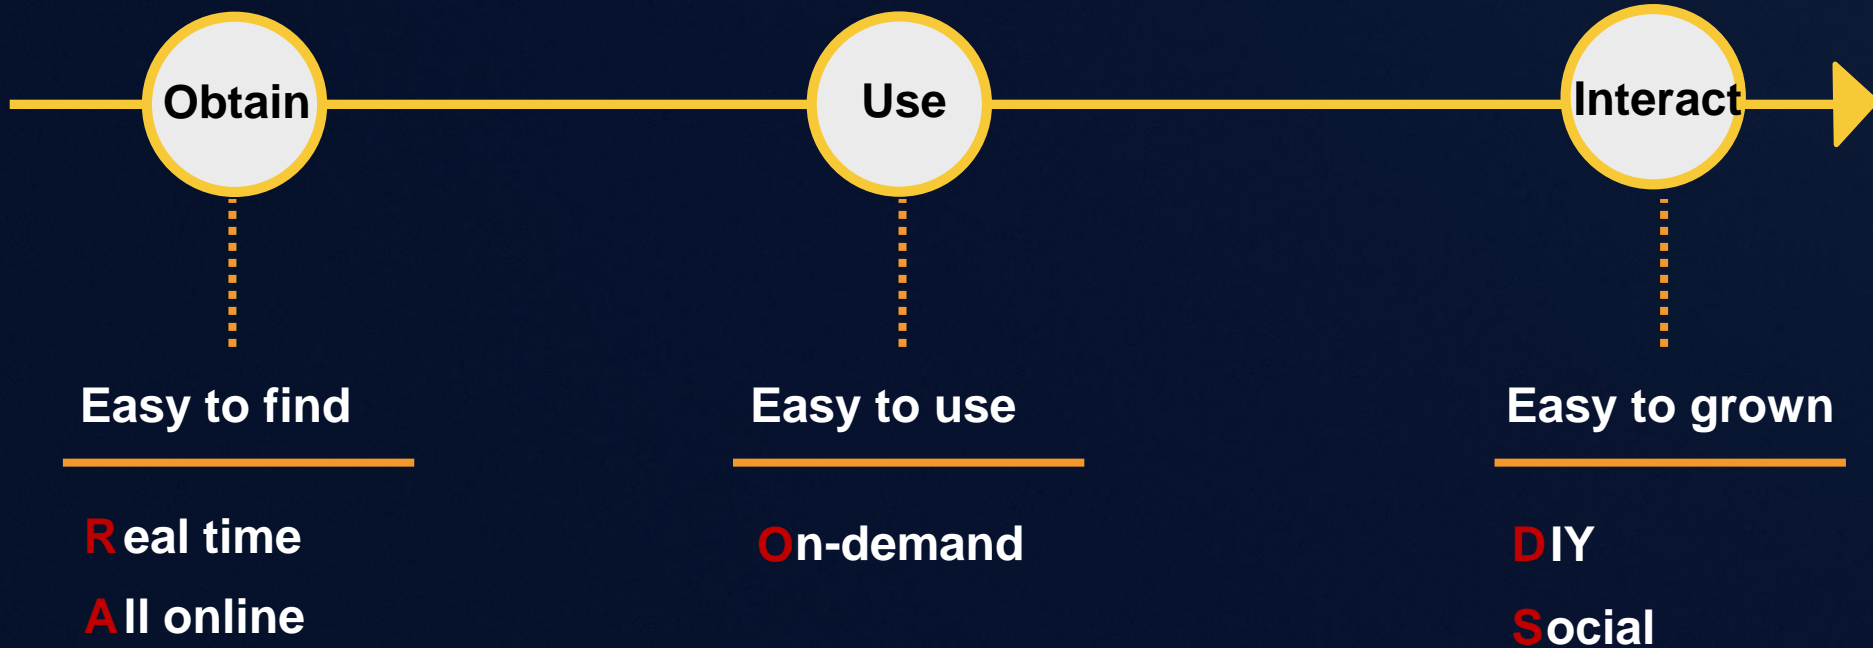 Obtain
Use
Interact
Easy to find
Easy to use
Easy to grown
Real time
On-demand
DIY
All online
Social